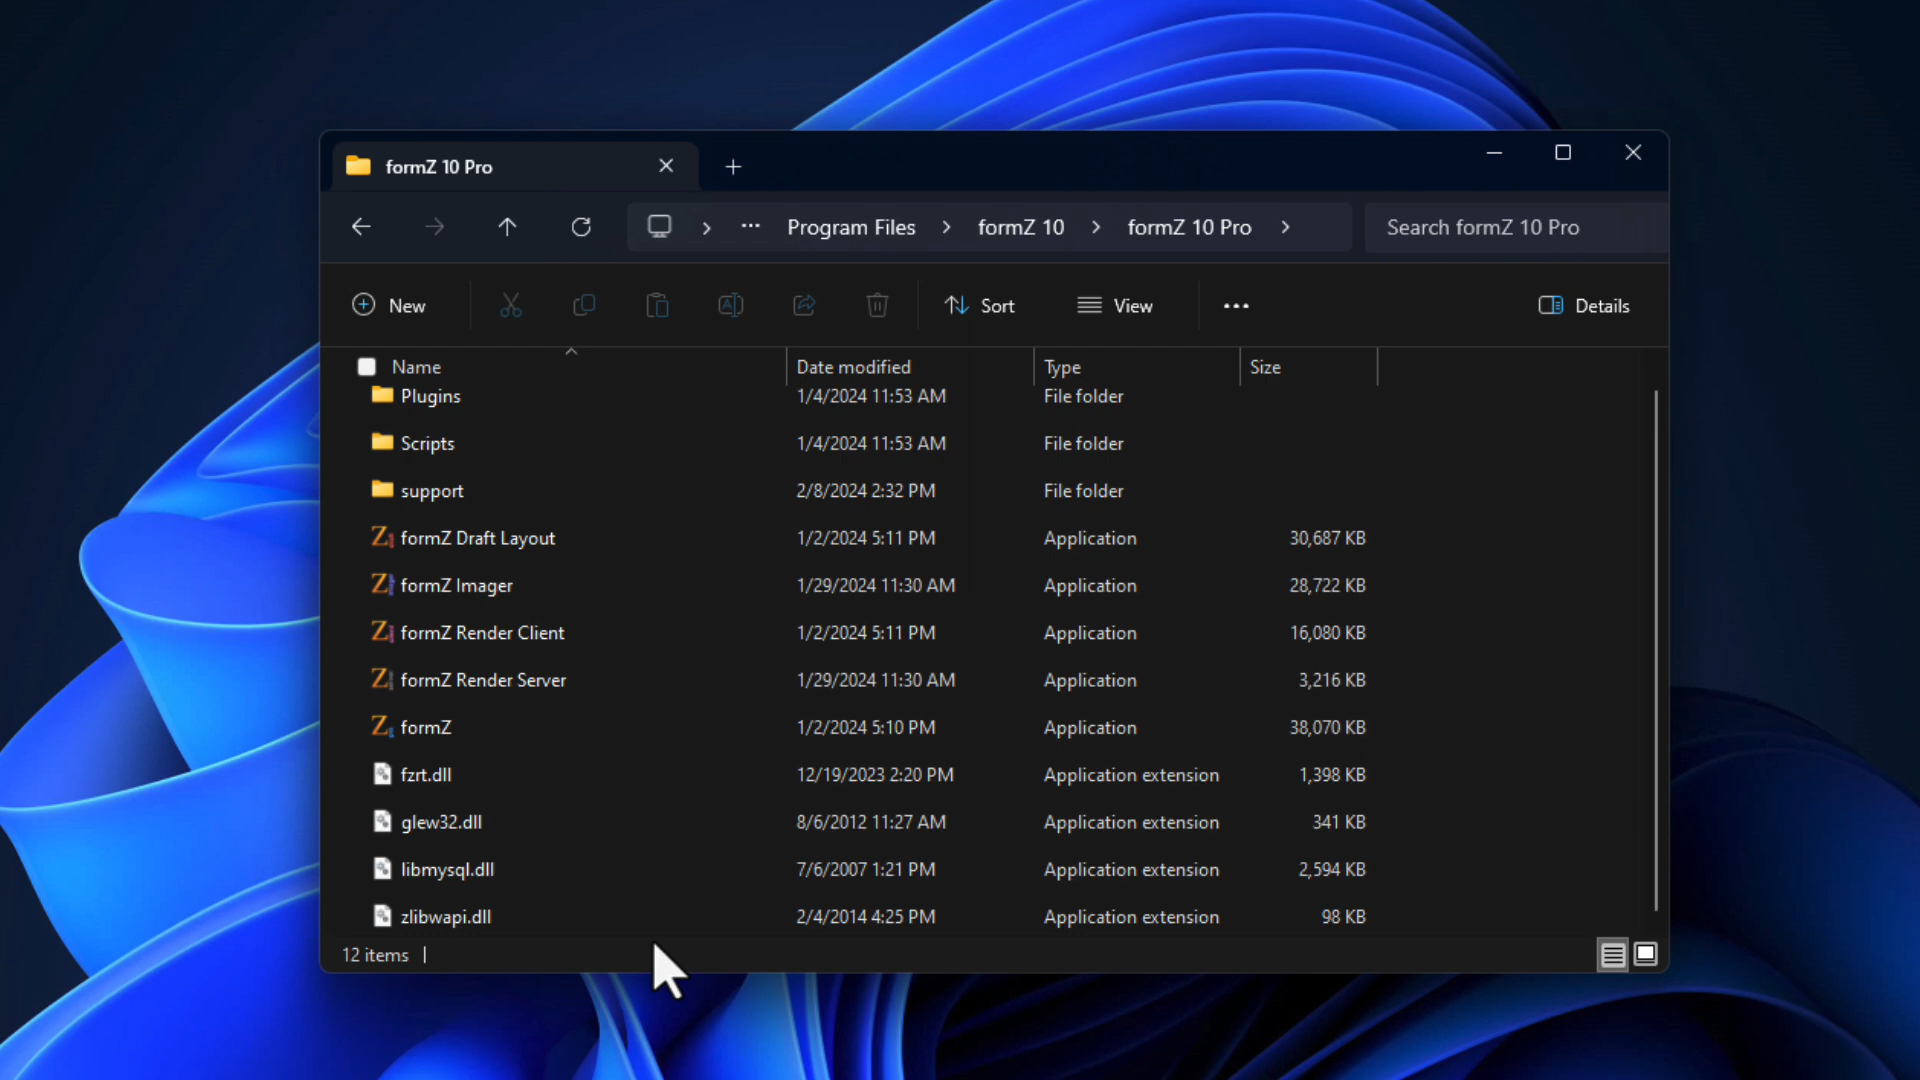 formZ 10 Pro
Program Files > formZ 10 > formZ 10 Pro >
Search formZ 10 Pro
New Sort View Details
Name Date modified Type Size
Plugins 1/4/2024 11:53 AM File folder
Scripts 1/4/2024 11:53 AM File folder
support 2/8/2024 2:32 PM File folder
formZ Draft Layout 1/2/2024 5:11 PM Application 30,687 KB
formZ Imager 1/29/2024 11:30 AM Application 28,722 KB
formZ Render Client 1/2/2024 5:11 PM Application 16,080 KB
formZ Render Server 1/29/2024 11:30 AM Application 3,216 KB
formZ 1/2/2024 5:10 PM Application 38,070 KB
fzrt.dll 12/19/2023 2:20 PM Application extension 1,398 KB
glew32.dll 8/6/2012 11:27 AM Application extension 341 KB
libmysql.dll 7/6/2007 1:21 PM Application extension 2,594 KB
zlibwapi.dll 2/4/2014 4:25 PM Application extension 98 KB
12 items